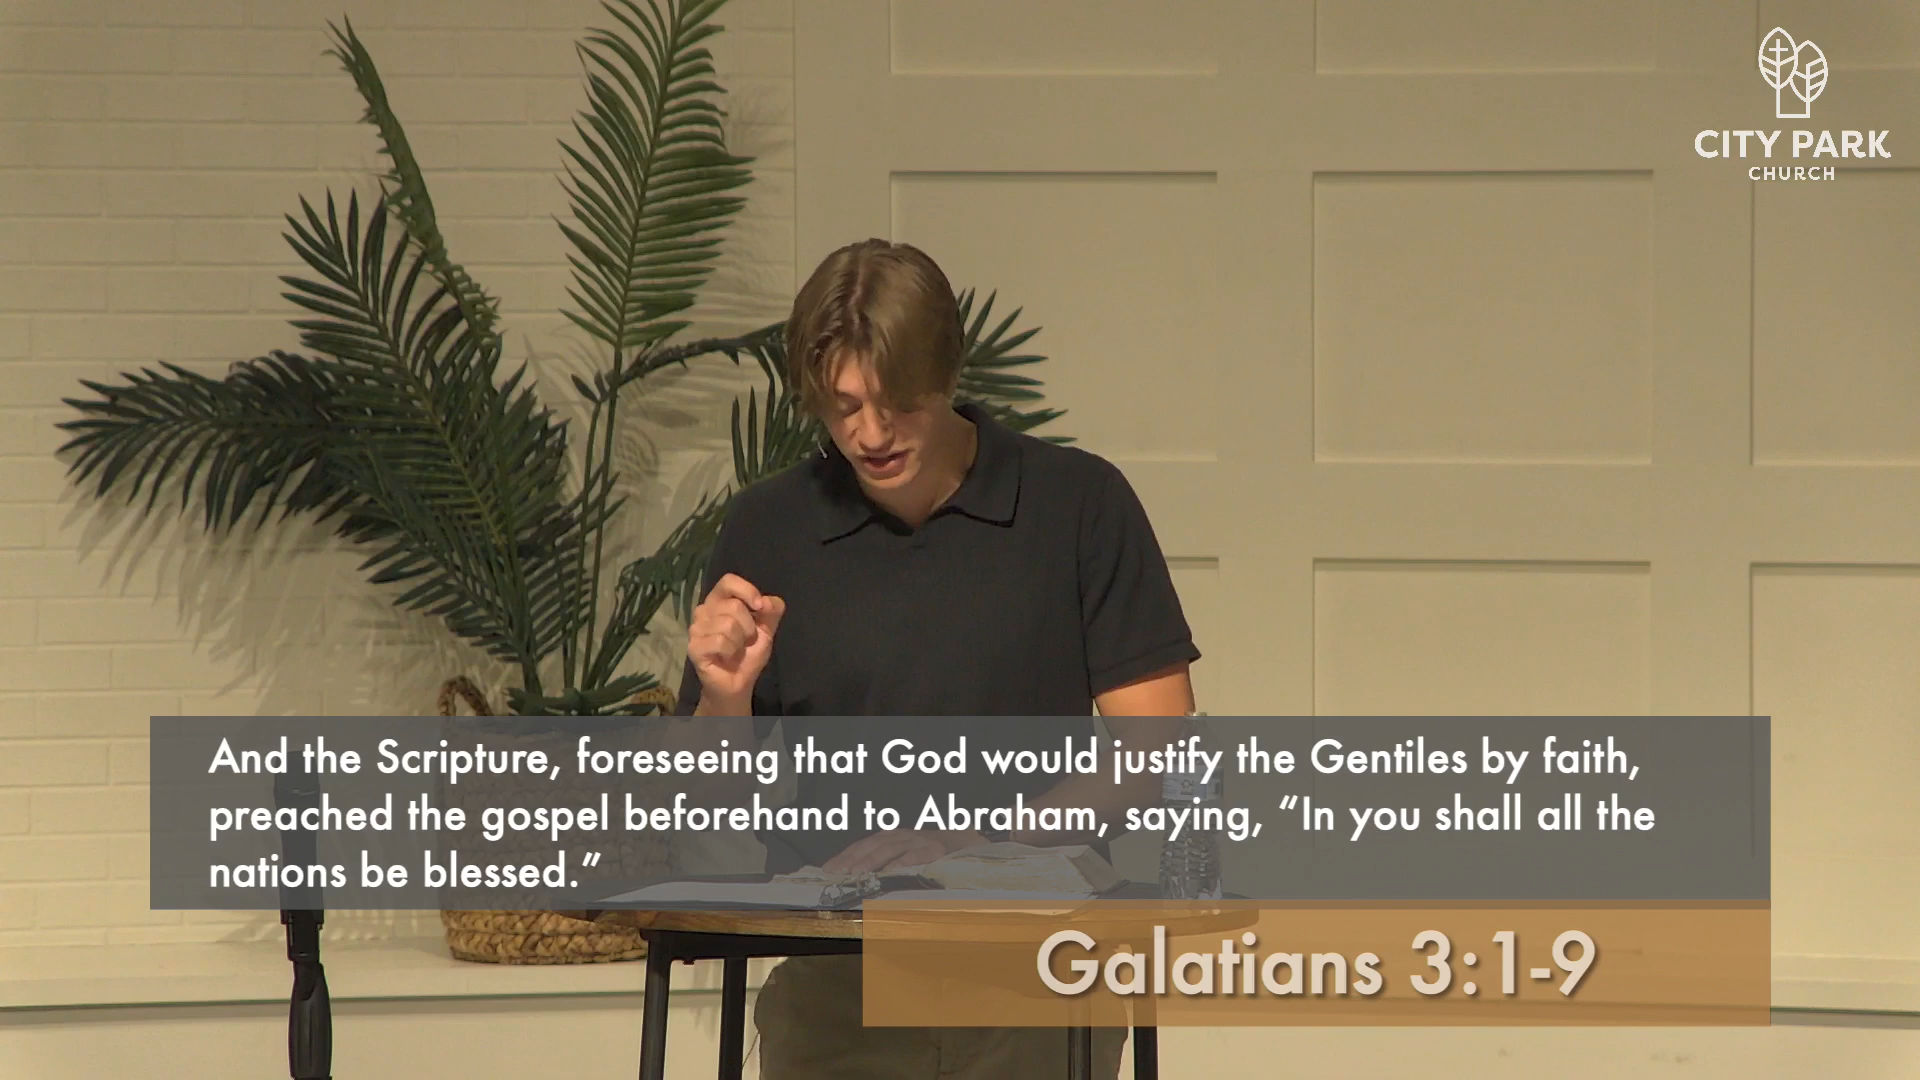 CITY PARK
CHURCH
And the Scripture, foreseeing that God would justify the Gentiles by faith,
preached the gospel beforehand to Abraham, saying, “In you shall all the
nations be blessed.”
Galatians 3:1-9